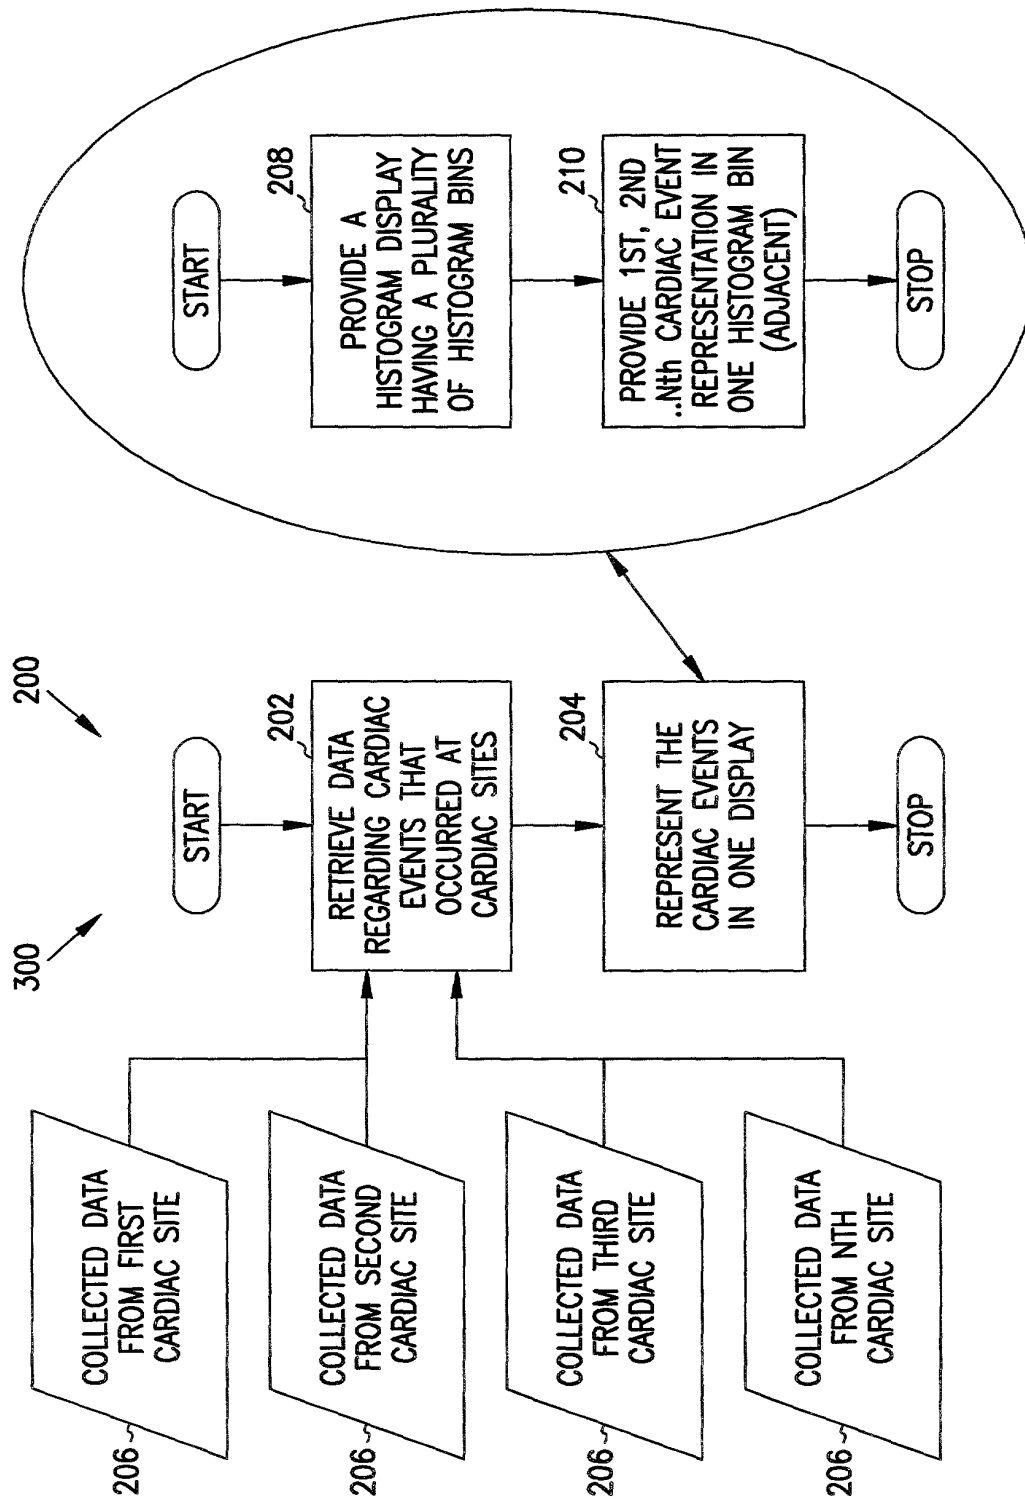 300
200
COLLECTED DATA
FROM FIRST
CARDIAC SITE
206
COLLECTED DATA
FROM SECOND
CARDIAC SITE
206
COLLECTED DATA
FROM THIRD
CARDIAC SITE
206
COLLECTED DATA
FROM NTH
CARDIAC SITE
206
START
202
RETRIEVE DATA
REGARDING CARDIAC
EVENTS THAT
OCCURRED AT
CARDIAC SITES
204
REPRESENT THE
CARDIAC EVENTS
IN ONE DISPLAY
STOP
START
208
PROVIDE A
HISTOGRAM DISPLAY
HAVING A PLURALITY
OF HISTOGRAM BINS
210
PROVIDE 1ST, 2ND
..Nth CARDIAC EVENT
REPRESENTATION IN
ONE HISTOGRAM BIN
(ADJACENT)
STOP